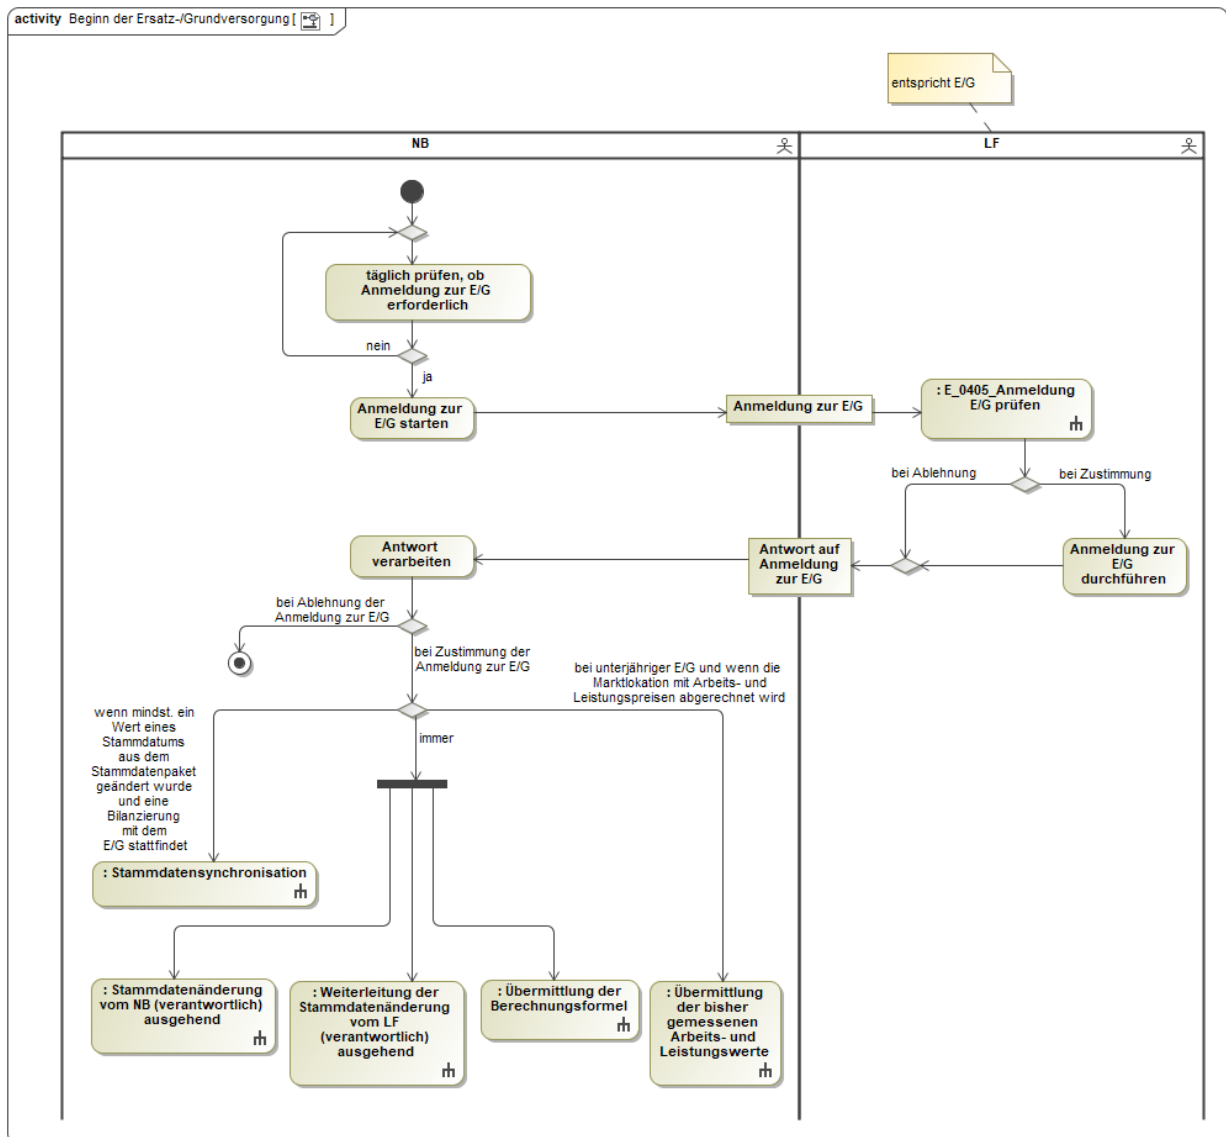 activity Beginn der Ersatz-/Grundversorgung [ ]
entspricht E/G
NB
LF
täglich prüfen, ob
Anmeldung zur E/G
erforderlich
nein
ja
Anmeldung zur
E/G starten
Anmeldung zur E/G
: E_0405_Anmeldung
E/G prüfen
bei Ablehnung
bei Zustimmung
Antwort
verarbeiten
Antwort auf
Anmeldung
zur E/G
Anmeldung zur
E/G
durchführen
bei Ablehnung der
Anmeldung zur E/G
bei Zustimmung der
Anmeldung zur E/G
bei unterjähriger E/G und wenn die
Marktlokation mit Arbeits- und
Leistungspreisen abgerechnet wird
wenn mindst. ein
Wert eines
Stammdatums
aus dem
Stammdatenpaket
geändert wurde
und eine
Bilanzierung
mit dem
E/G stattfindet
immer
: Stammdatensynchronisation
: Stammdatenänderung
vom NB (verantwortlich)
ausgehend
: Weiterleitung der
Stammdatenänderung
vom LF
(verantwortlich)
ausgehend
: Übermittlung der
Berechnungsformel
: Übermittlung
der bisher
gemessenen
Arbeits- und
Leistungswerte